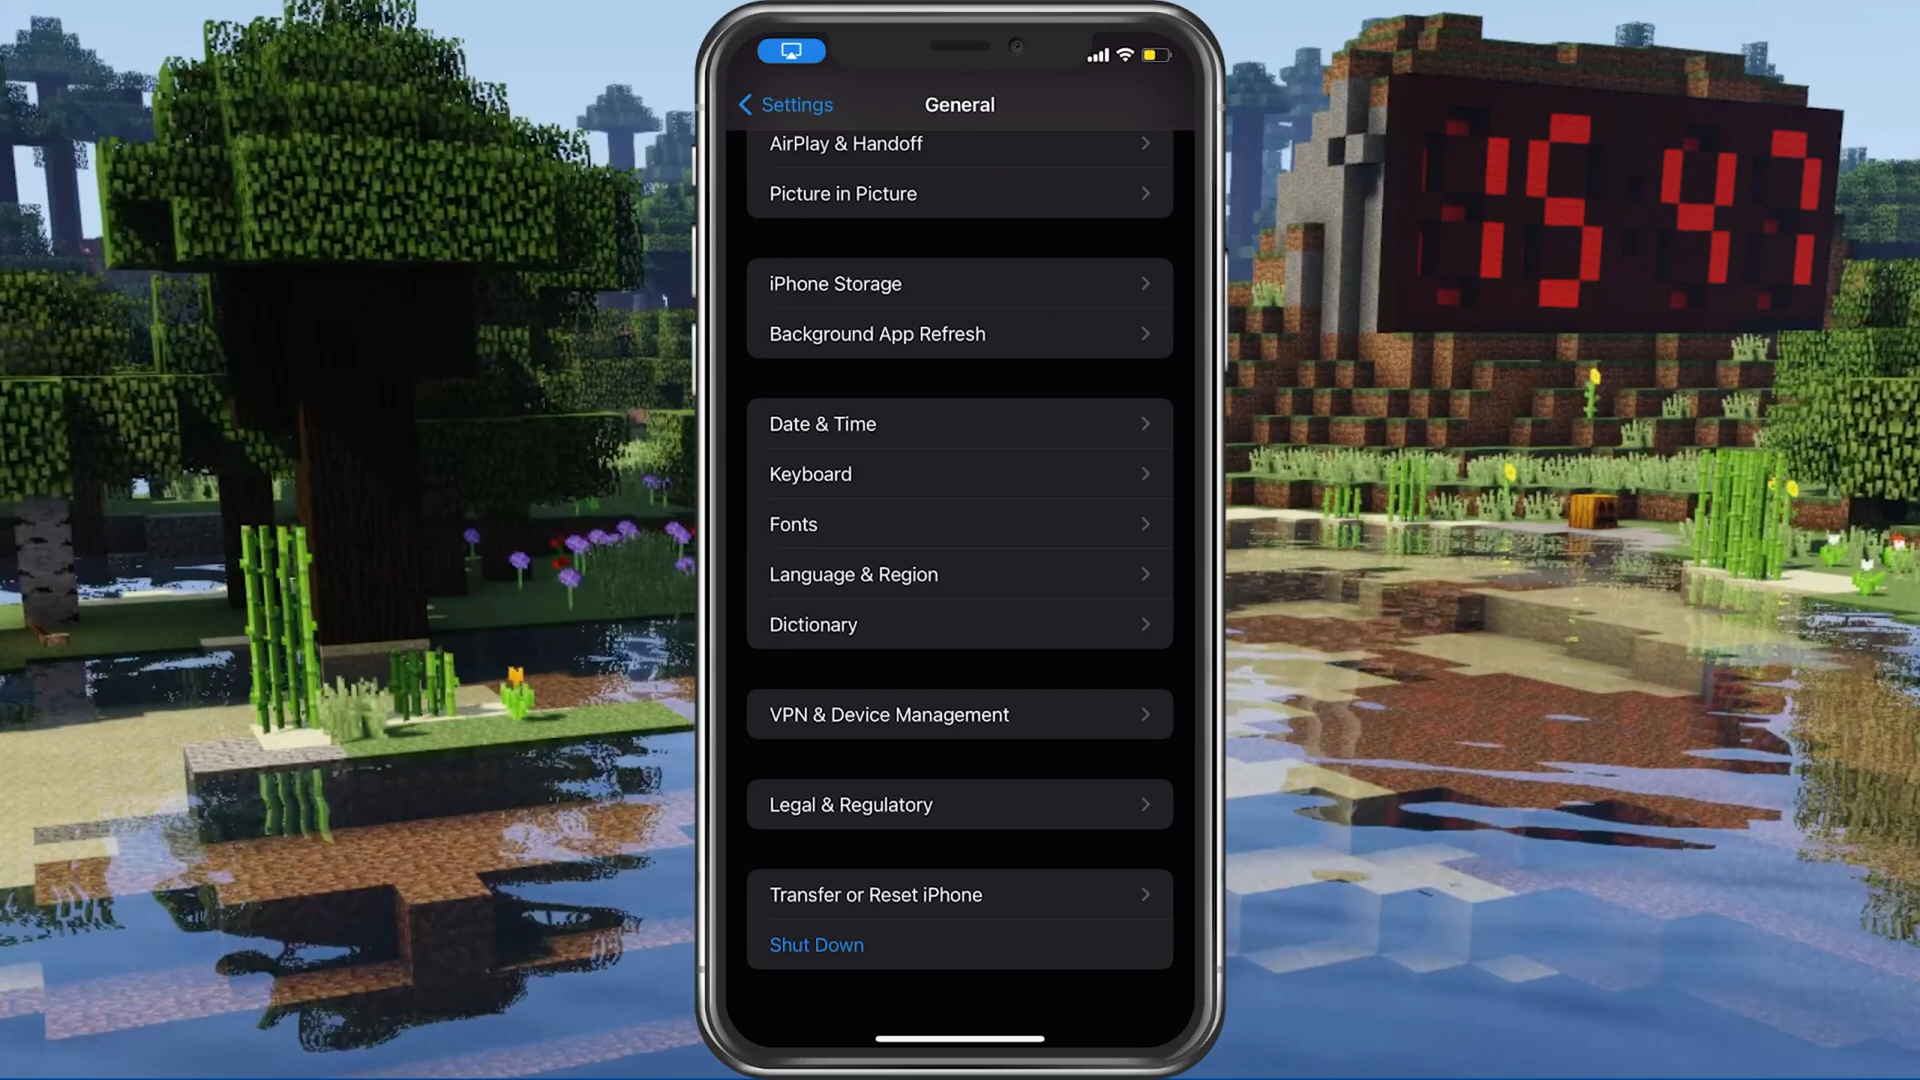 Settings
General
AirPlay & Handoff
Picture in Picture
iPhone Storage
Background App Refresh
Date & Time
Keyboard
Fonts
Language & Region
Dictionary
VPN & Device Management
Legal & Regulatory
Transfer or Reset iPhone
Shut Down